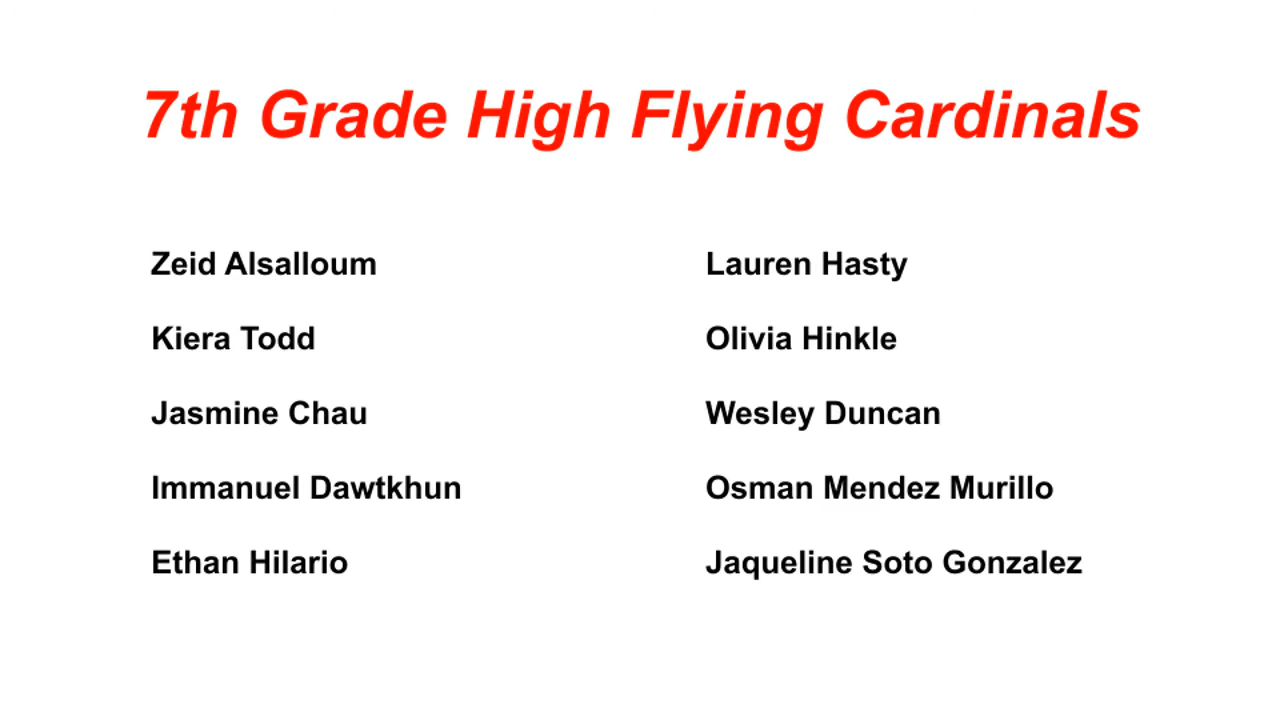 7th Grade High Flying Cardinals
Zeid Alsalloum
Kiera Todd
Jasmine Chau
Immanuel Dawtkhun
Ethan Hilario
Lauren Hasty
Olivia Hinkle
Wesley Duncan
Osman Mendez Murillo
Jaqueline Soto Gonzalez